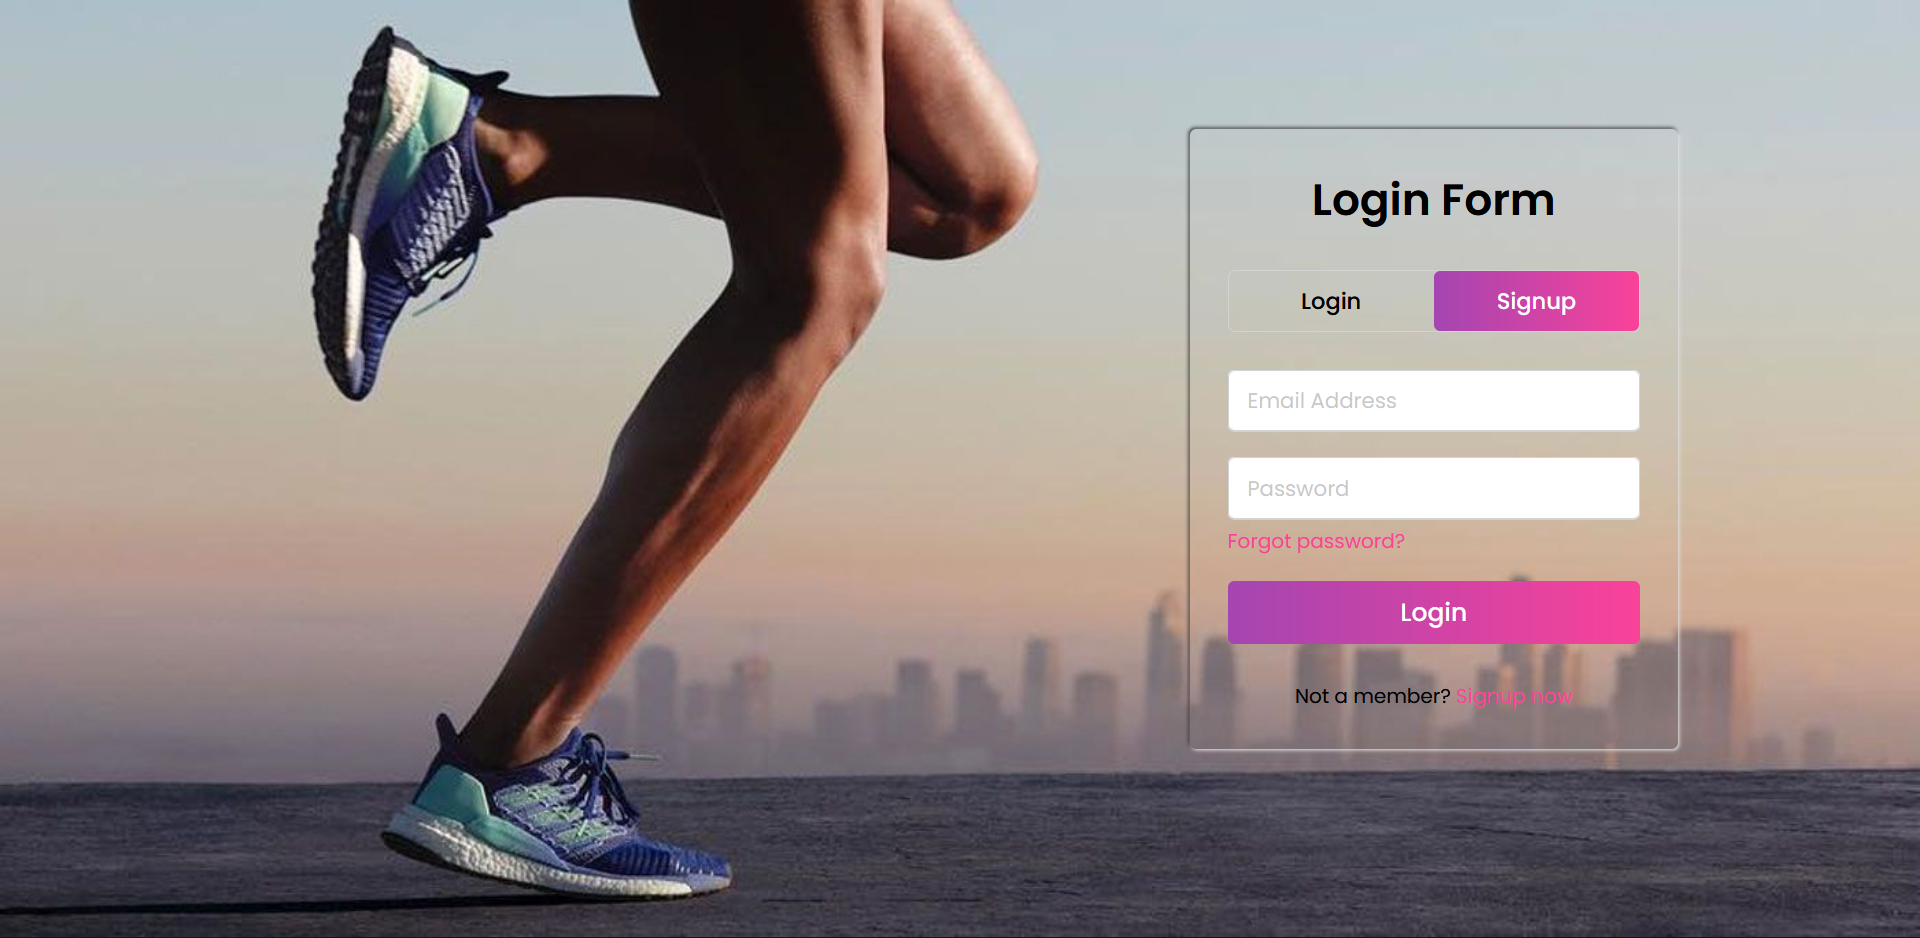 Login Form
Login Signup
Email Address
Password
Forgot password?
Login
Not a member? Signup now